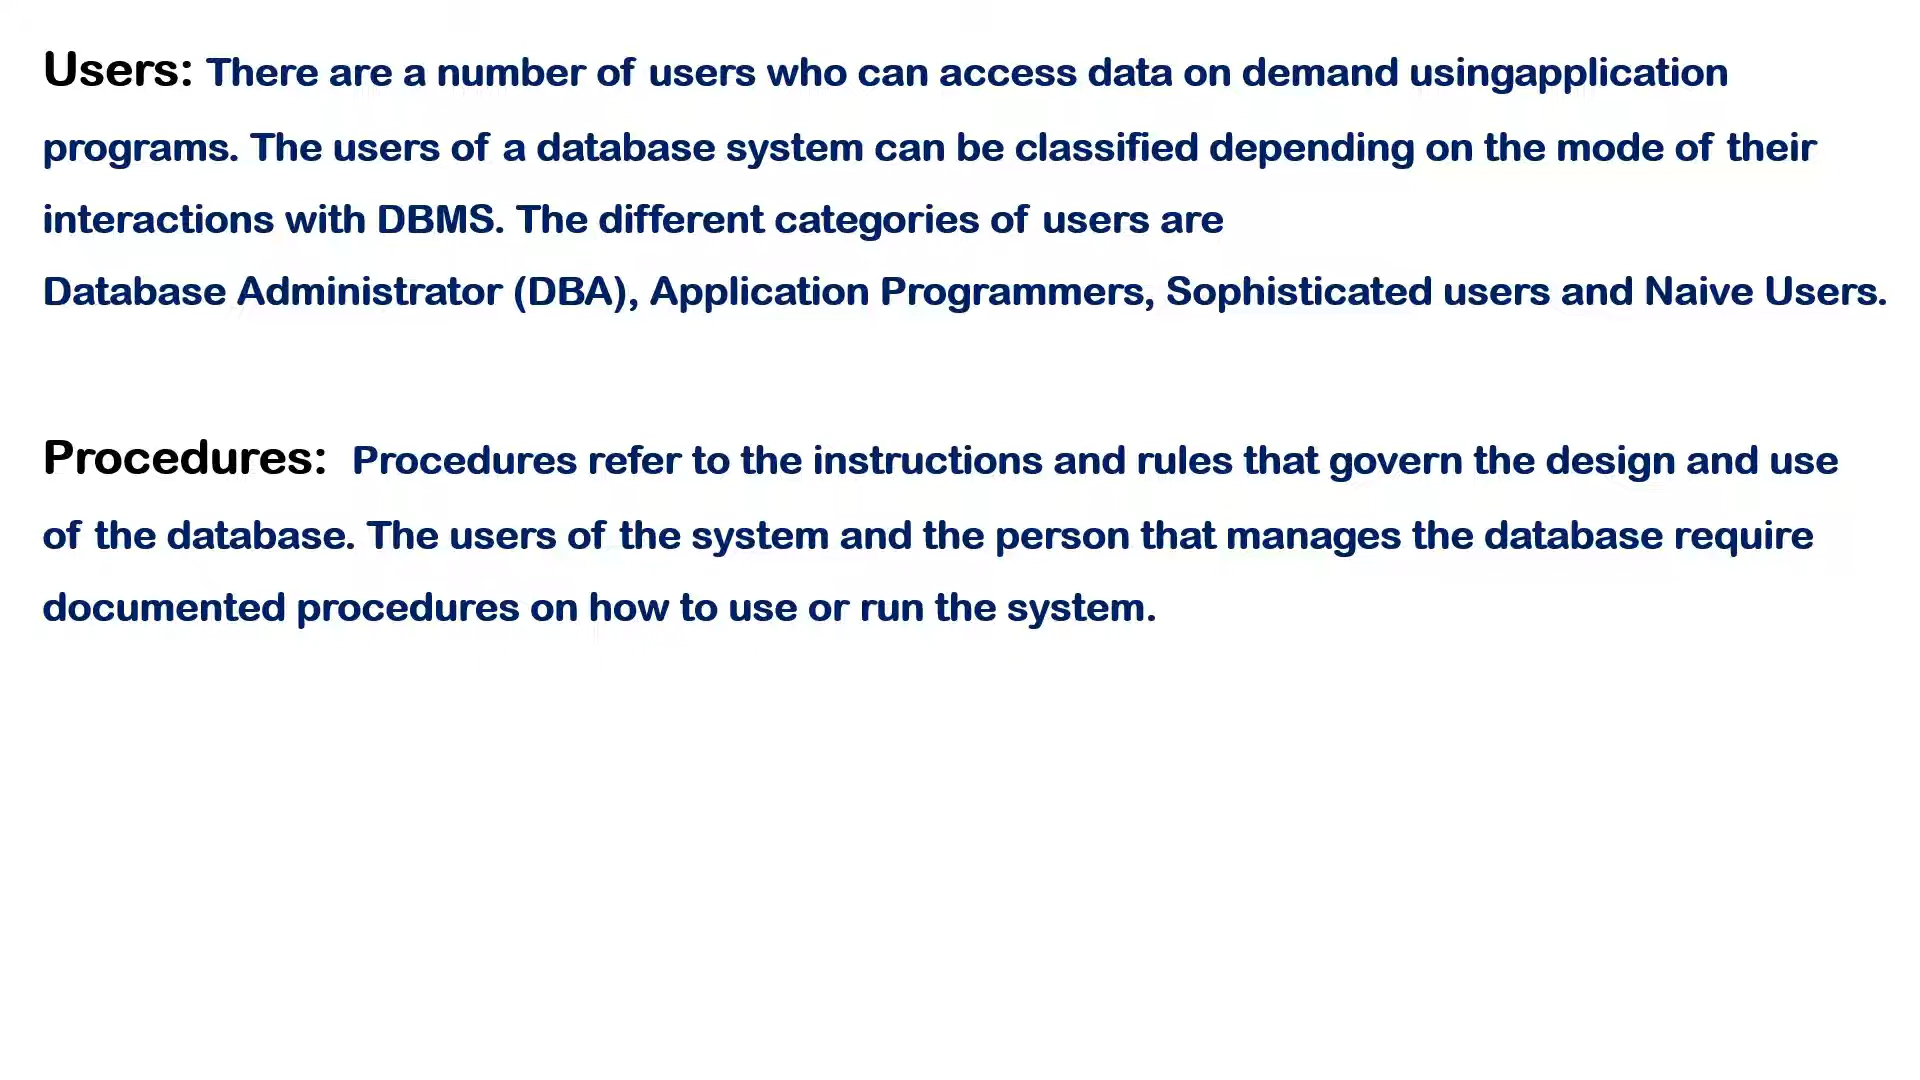 Users: There are a number of users who can access data on demand usingapplication
programs. The users of a database system can be classified depending on the mode of their
interactions with DBMS. The different categories of users are
Database Administrator (DBA), Application Programmers, Sophisticated users and Naive Users.
Procedures: Procedures refer to the instructions and rules that govern the design and use
of the database. The users of the system and the person that manages the database require
documented procedures on how to use or run the system.